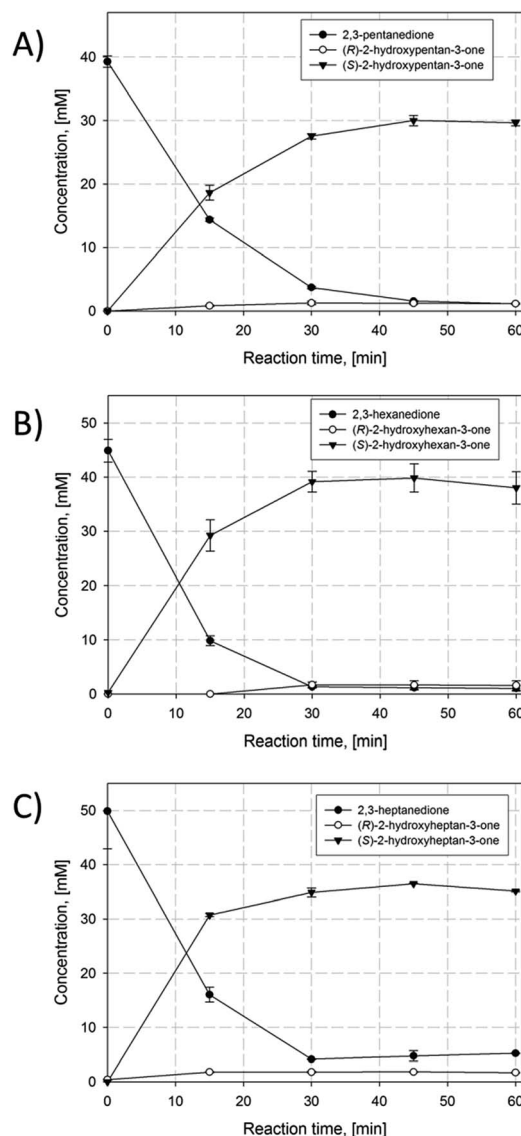 A)
2,3-pentanedione
(R)-2-hydroxypentan-3-one
(S)-2-hydroxypentan-3-one
Concentration, [mM]
40
30
20
10
0
0 10 20 30 40 50 60
Reaction time, [min]
B)
2,3-hexanedione
(R)-2-hydroxyhexan-3-one
(S)-2-hydroxyhexan-3-one
Concentration, [mM]
50
40
30
20
10
0
0 10 20 30 40 50 60
Reaction time, [min]
C)
2,3-heptanedione
(R)-2-hydroxyheptan-3-one
(S)-2-hydroxyheptan-3-one
Concentration, [mM]
50
40
30
20
10
0
0 10 20 30 40 50 60
Reaction time, [min]